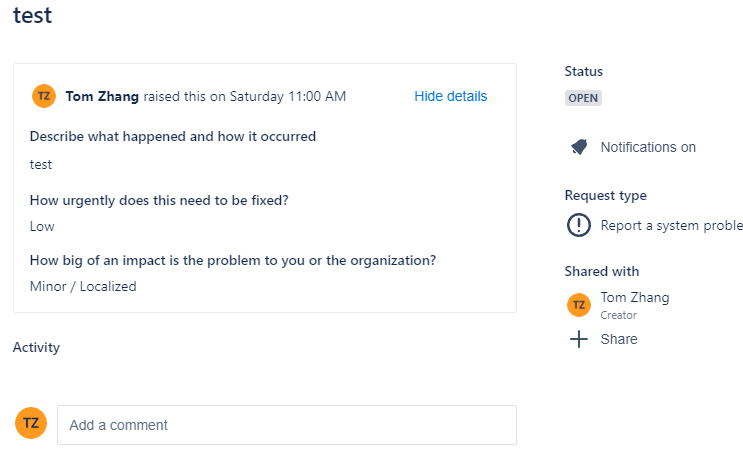 test
TZ Tom Zhang raised this on Saturday 11:00 AM Hide details
Describe what happened and how it occurred
test
How urgently does this need to be fixed?
Low
How big of an impact is the problem to you or the organization?
Minor / Localized
Activity
TZ Add a comment
Status
OPEN
Notifications on
Request type
Report a system proble
Shared with
TZ Tom Zhang
Creator
Share